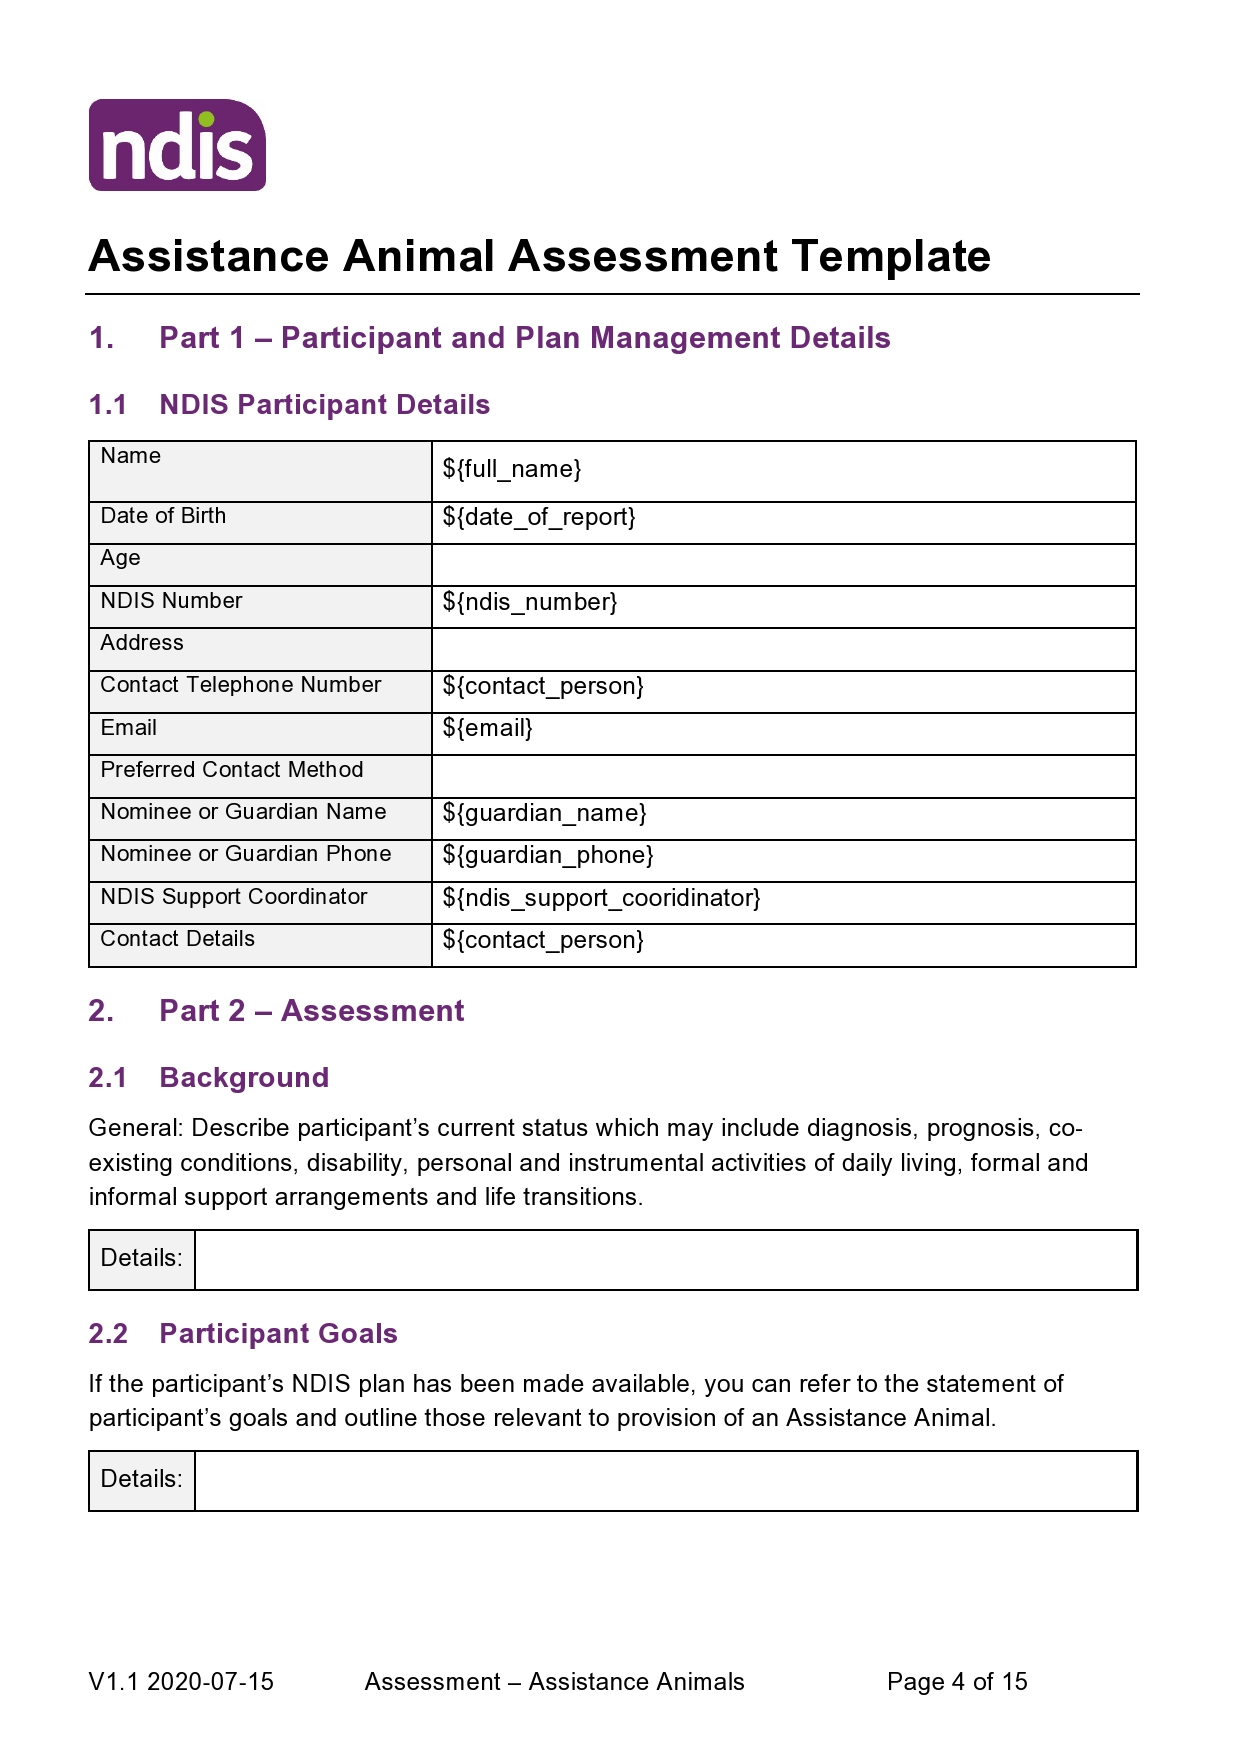 ndis
Assistance Animal Assessment Template
1. Part 1 – Participant and Plan Management Details
1.1 NDIS Participant Details
Name ${full_name}
Date of Birth ${date_of_report}
Age
NDIS Number ${ndis_number}
Address
Contact Telephone Number ${contact_person}
Email ${email}
Preferred Contact Method
Nominee or Guardian Name ${guardian_name}
Nominee or Guardian Phone ${guardian_phone}
NDIS Support Coordinator ${ndis_support_cooridinator}
Contact Details ${contact_person}
2. Part 2 – Assessment
2.1 Background
General: Describe participant’s current status which may include diagnosis, prognosis, co-
existing conditions, disability, personal and instrumental activities of daily living, formal and
informal support arrangements and life transitions.
Details:
2.2 Participant Goals
If the participant’s NDIS plan has been made available, you can refer to the statement of
participant’s goals and outline those relevant to provision of an Assistance Animal.
Details:
V1.1 2020-07-15 Assessment – Assistance Animals Page 4 of 15